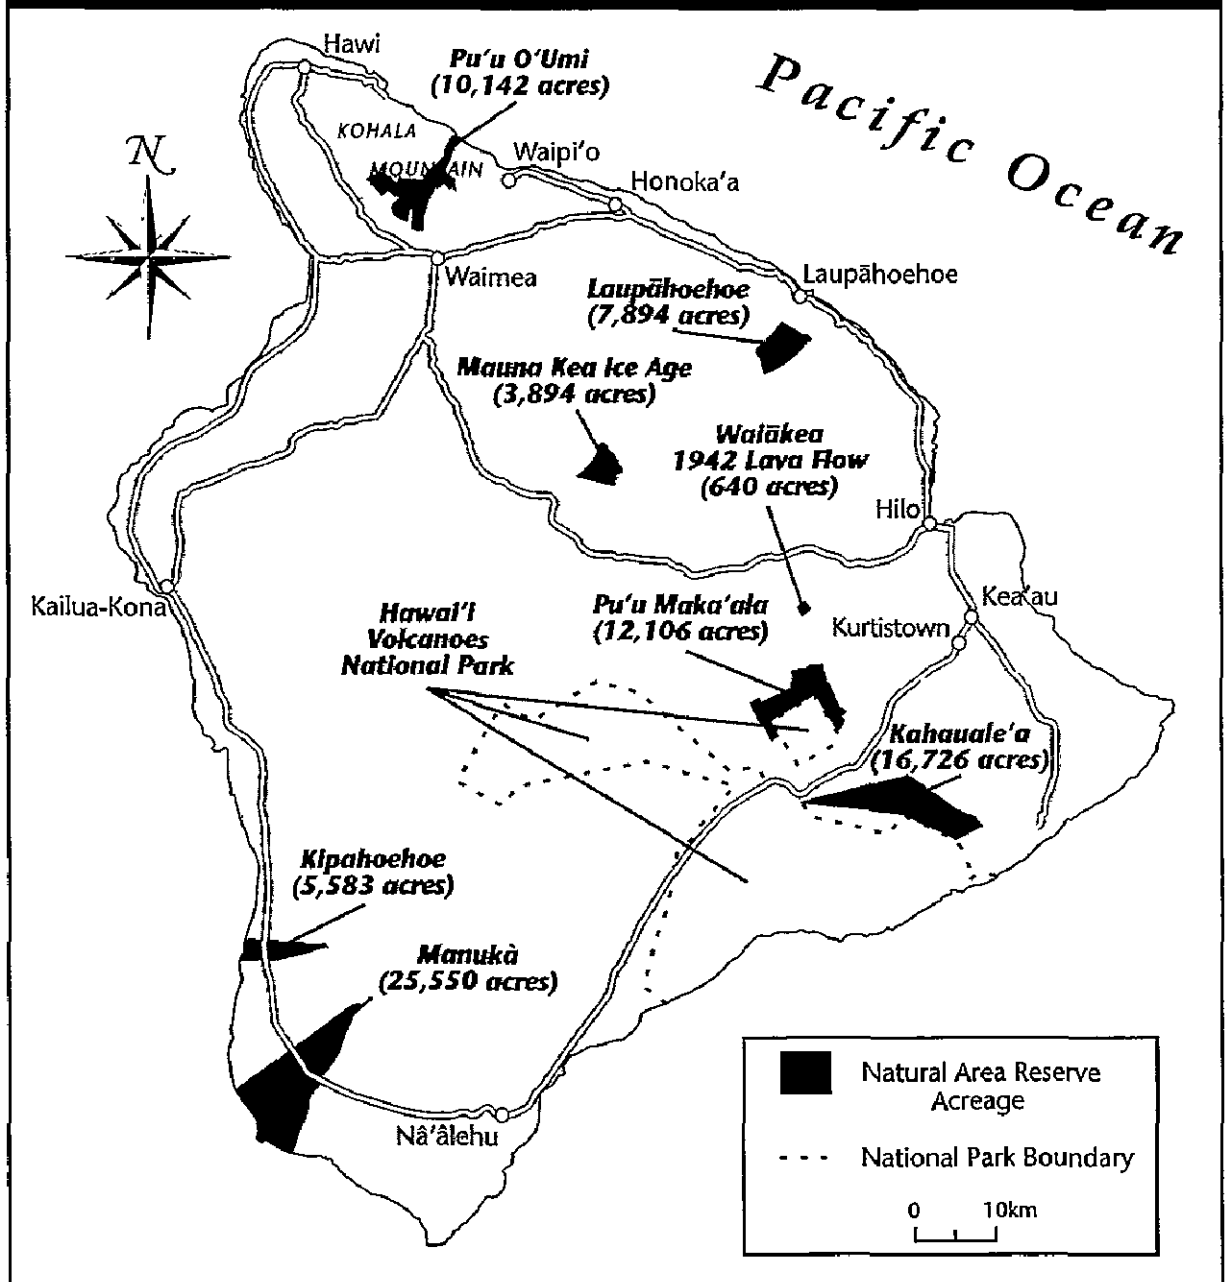 Hawi
Pu'u O'Umi
(10,142 acres)
Pacific Ocean
KOHALA
MOUNTAIN
N
Waipi'o
Honoka'a
Waimea
Laupāhoehoe
Laupāhoehoe
(7,894 acres)
Mauna Kea Ice Age
(3,894 acres)
Waiākea
1942 Lava Flow
(640 acres)
Hilo
Kailua-Kona
Hawai'i
Volcanoes
National Park
Pu'u Maka'ala
(12,106 acres)
Kea'au
Kurtistown
Kahauale'a
(16,726 acres)
Kipahoehoe
(5,583 acres)
Manukà
(25,550 acres)
Nâ'âlehu
Natural Area Reserve
Acreage
National Park Boundary
0 10km